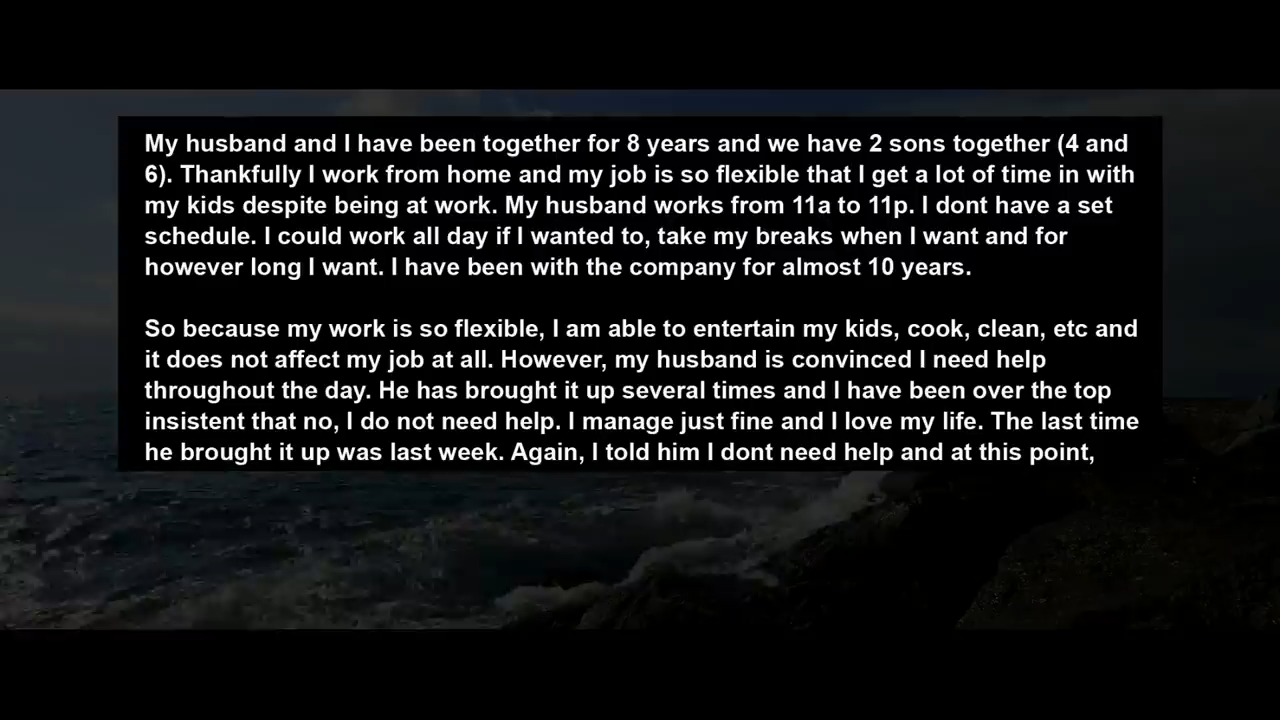 My husband and I have been together for 8 years and we have 2 sons together (4 and
6). Thankfully I work from home and my job is so flexible that I get a lot of time in with
my kids despite being at work. My husband works from 11a to 11p. I dont have a set
schedule. I could work all day if I wanted to, take my breaks when I want and for
however long I want. I have been with the company for almost 10 years.
So because my work is so flexible, I am able to entertain my kids, cook, clean, etc and
it does not affect my job at all. However, my husband is convinced I need help
throughout the day. He has brought it up several times and I have been over the top
insistent that no, I do not need help. I manage just fine and I love my life. The last time
he brought it up was last week. Again, I told him I dont need help and at this point,